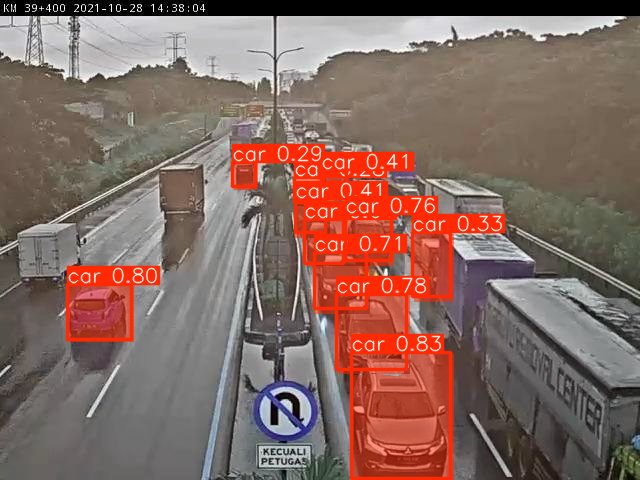 KM 39+400 2021-10-28 14:38:04
car 0.29
car 0.41
car 0.41
car 0.76
car 0.33
car 0.71
car 0.80
car 0.78
car 0.83
REMOVAL CENTER
KECUALI
PETUGAS